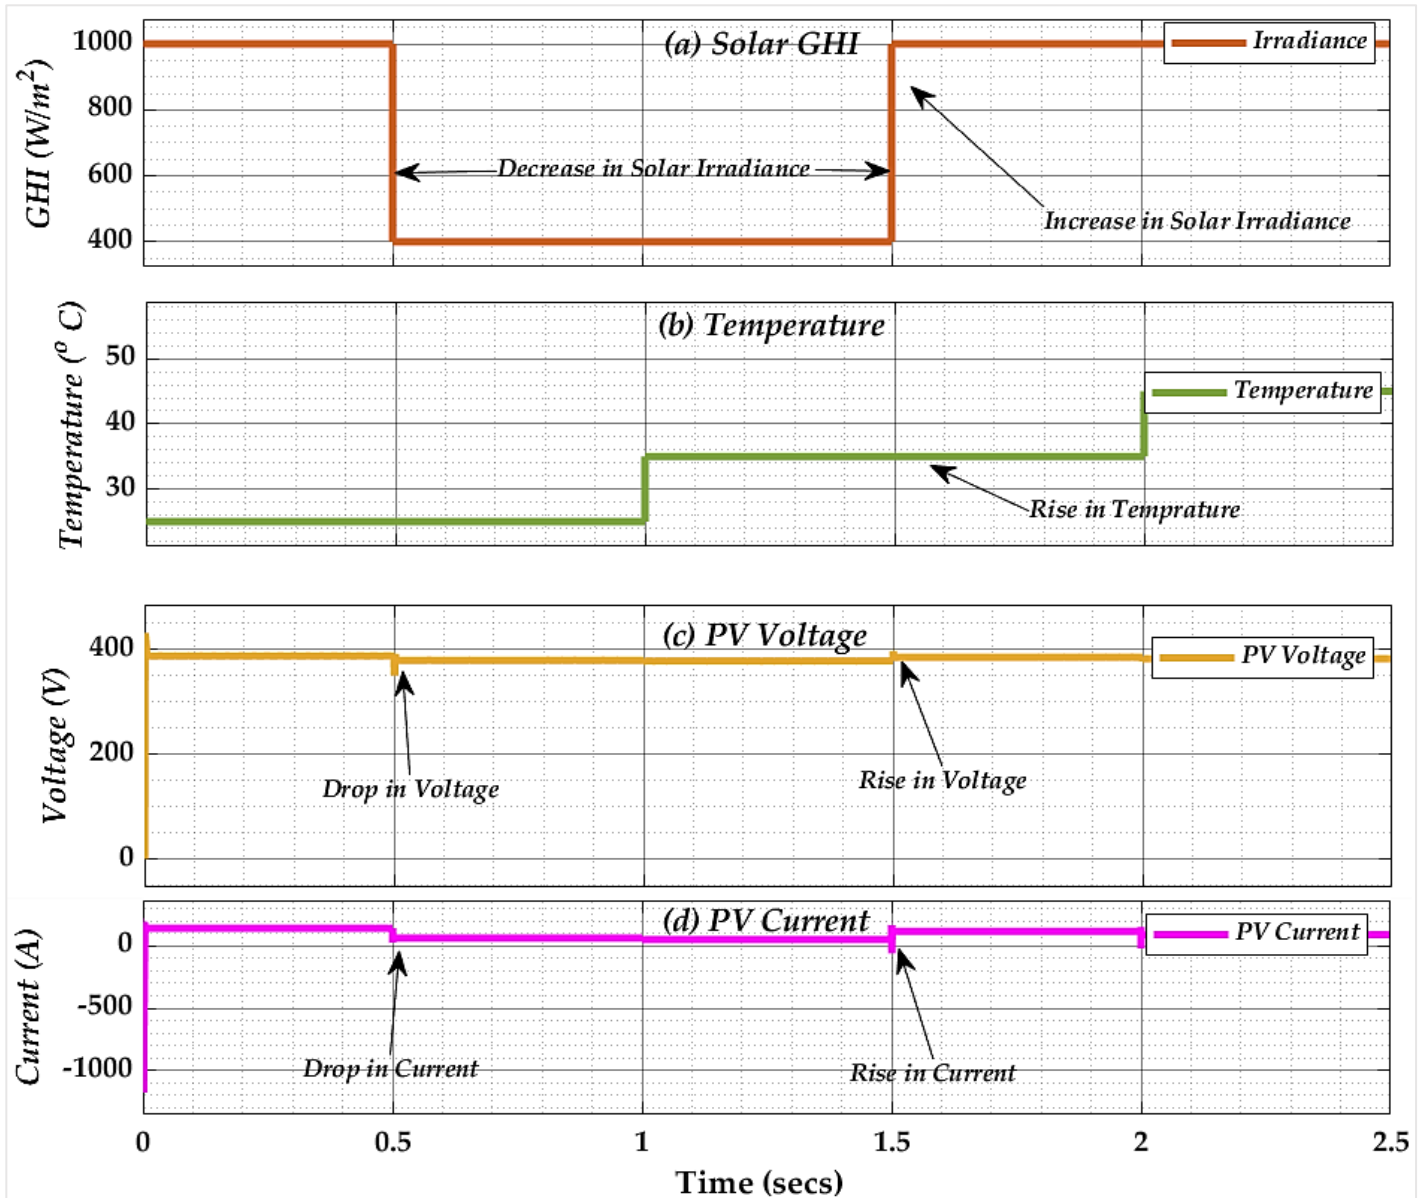 (a) Solar GHI
Irradiance
GHI (W/m²)
1000
800
600
400
Decrease in Solar Irradiance
Increase in Solar Irradiance
(b) Temperature
Temperature
Temperature (º C)
50
40
30
Rise in Temprature
(c) PV Voltage
PV Voltage
Voltage (V)
400
200
0
Drop in Voltage
Rise in Voltage
(d) PV Current
PV Current
Current (A)
0
-500
-1000
Drop in Current
Rise in Current
0 0.5 1 1.5 2 2.5
Time (secs)